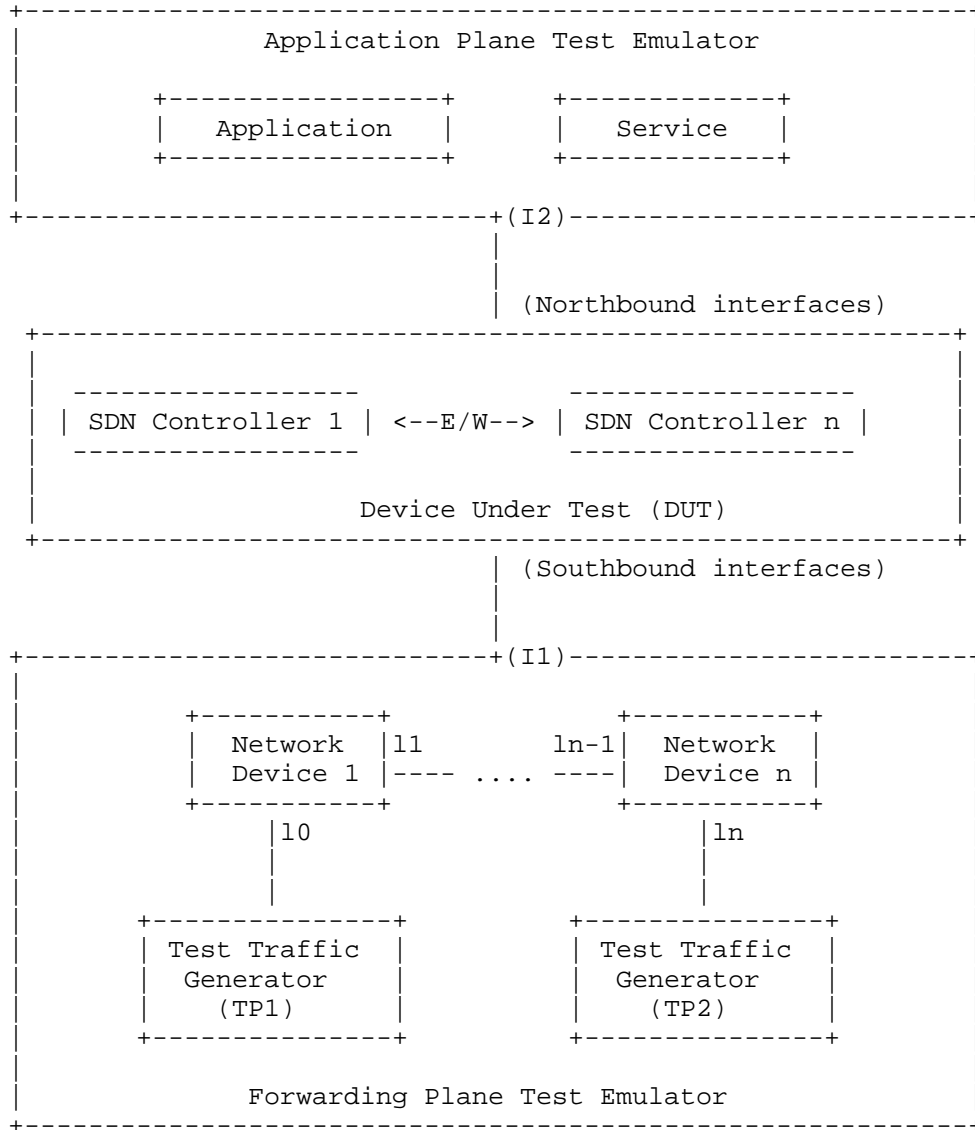 Application Plane Test Emulator
Application Service
(I2)
(Northbound interfaces)
SDN Controller 1 <--E/W--> SDN Controller n
Device Under Test (DUT)
(Southbound interfaces)
(I1)
Network l1 ln-1 Network
Device 1 ---- .... ---- Device n
l0 ln
Test Traffic Test Traffic
Generator Generator
(TP1) (TP2)
Forwarding Plane Test Emulator